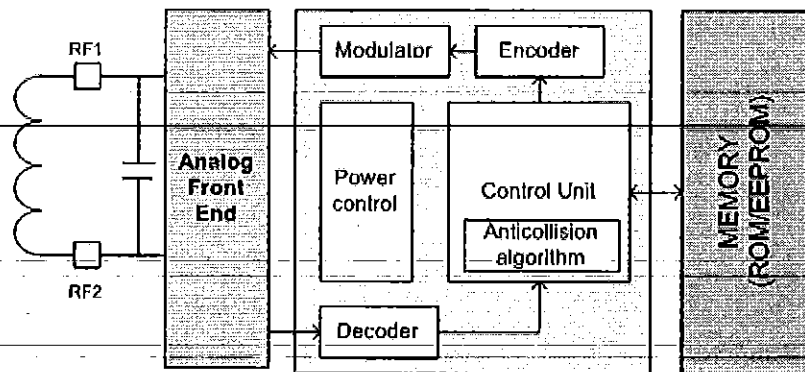 RF1
RF2
Analog
Front
End
Modulator
Encoder
Power
control
Control Unit
Anticollision
algorithm
Decoder
MEMORY
(ROM/EEPROM)